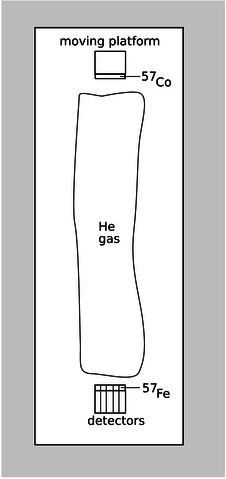 moving platform
57Co
He
gas
57Fe
detectors